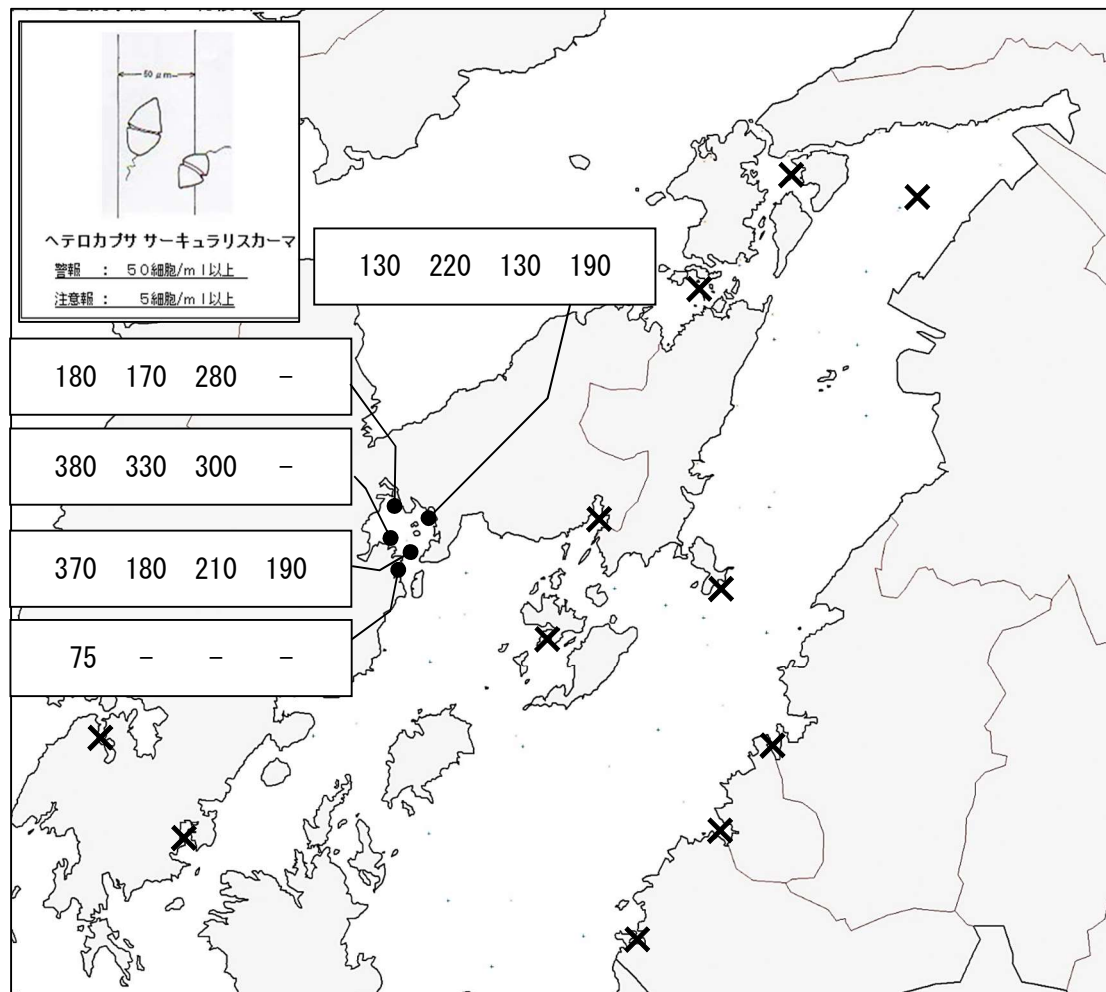 50μm
ヘテロカプサ サーキュラリスカーマ
警報 : 50細胞/ml以上
注意報 : 5細胞/ml以上
130 220 130 190
180 170 280 -
380 330 300 -
370 180 210 190
75 - - -